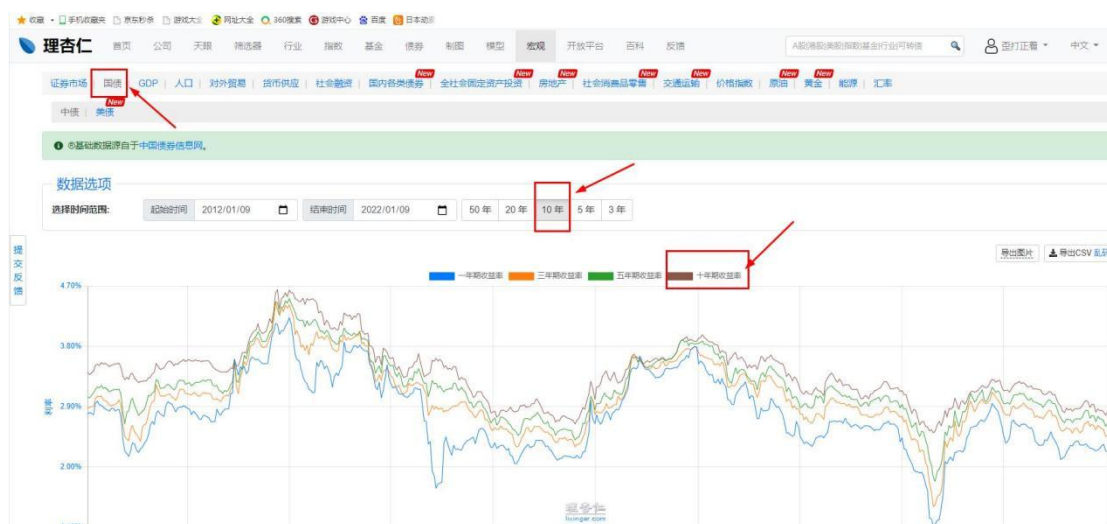 收藏 手机收藏夹 京东秒杀 游戏大全 网址大全 360搜索 游戏中心 百度 日本动漫
理杏仁 首页 公司 天眼 筛选器 行业 指数 基金 债券 制图 模型 宏观 开放平台 百科 反馈 A股|港股|美股|指数|基金|行业|可转债 歪打正着 中文
证券市场 国债 GDP 人口 对外贸易 货币供应 社会融资 国内各类债券 New 全社会固定资产投资 New 房地产 New 社会消费品零售 New 交通运输 价格指数 原油 New 黄金 New 能源 汇率
中债 美债 New
©基础数据源自于中国债券信息网。
数据选项
选择时间范围: 起始时间 2012/01/09 结束时间 2022/01/09 50 年 20 年 10 年 5 年 3 年
提交反馈
导出图片 导出CSV
一年期收益率 三年期收益率 五年期收益率 十年期收益率
4.70%
3.80%
利率
2.90%
2.00%
理杏仁
lixinger.com